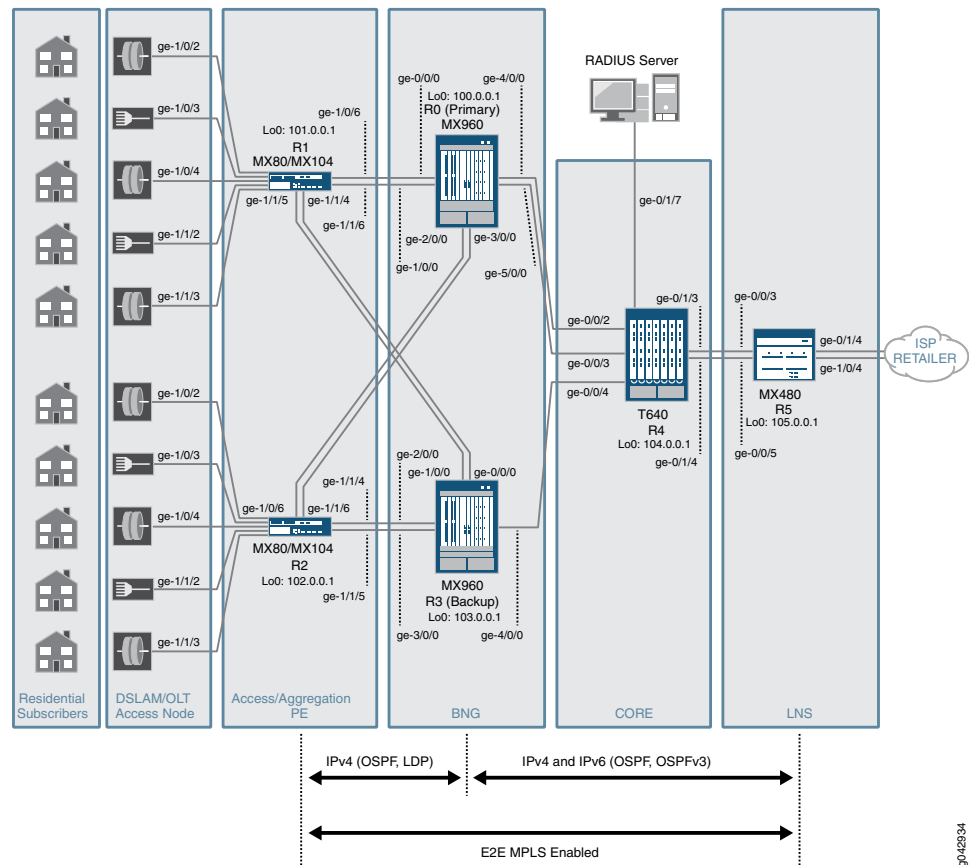 ge-1/0/2
ge-1/0/3
ge-1/0/4
ge-1/1/2
ge-1/1/3
ge-1/0/2
ge-1/0/3
ge-1/0/4
ge-1/1/2
ge-1/1/3
Residential
Subscribers
DSLAM/OLT
Access Node
ge-1/0/6
Lo0: 101.0.0.1
R1
MX80/MX104
ge-1/1/5
ge-1/1/4
ge-1/1/6
ge-1/1/4
ge-1/0/6
ge-1/1/6
MX80/MX104
R2
Lo0: 102.0.0.1
ge-1/1/5
Access/Aggregation
PE
ge-0/0/0
ge-4/0/0
Lo0: 100.0.0.1
R0 (Primary)
MX960
ge-2/0/0
ge-3/0/0
ge-1/0/0
ge-5/0/0
ge-2/0/0
ge-1/0/0
ge-0/0/0
MX960
R3 (Backup)
Lo0: 103.0.0.1
ge-3/0/0
ge-4/0/0
BNG
RADIUS Server
ge-0/1/7
ge-0/1/3
ge-0/0/2
ge-0/0/3
ge-0/0/4
T640
R4
Lo0: 104.0.0.1
ge-0/1/4
CORE
ge-0/0/3
ge-0/1/4
ge-1/0/4
MX480
R5
Lo0: 105.0.0.1
ge-0/0/5
LNS
ISP
RETAILER
IPv4 (OSPF, LDP)
IPv4 and IPv6 (OSPF, OSPFv3)
E2E MPLS Enabled
g042934